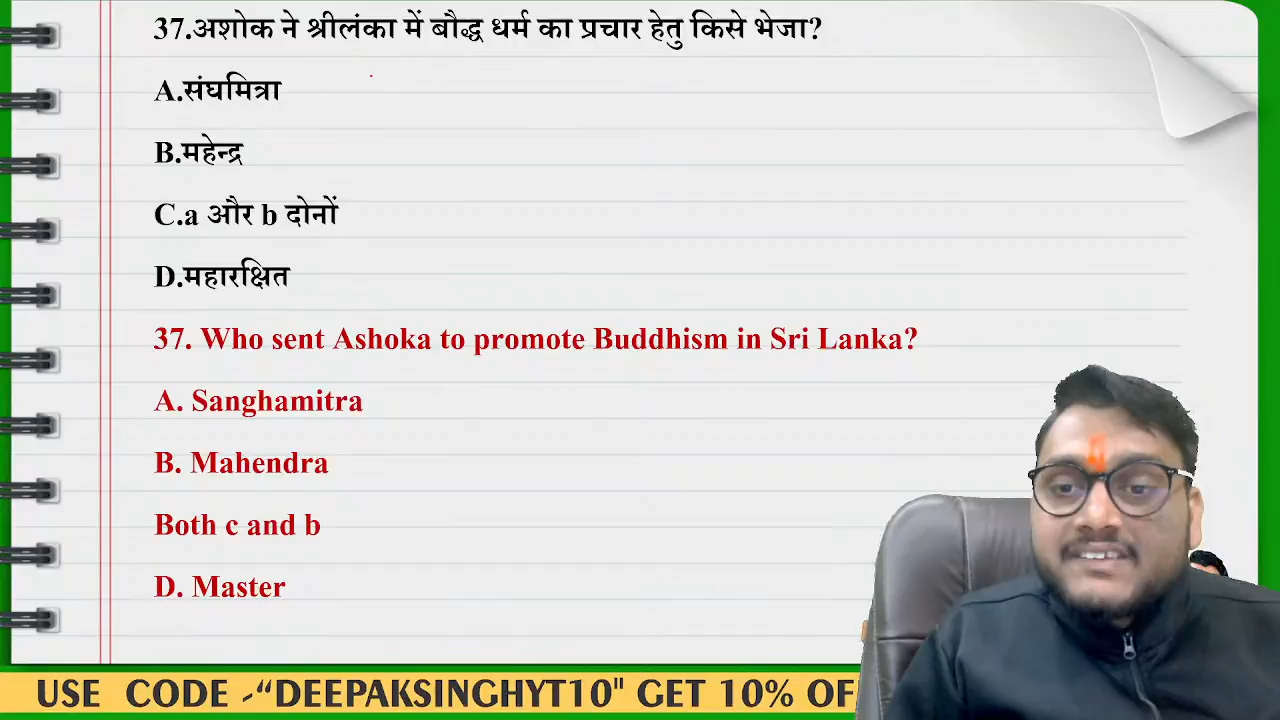 37.अशोक ने श्रीलंका में बौद्ध धर्म का प्रचार हेतु किसे भेजा?
A.संघमित्रा
B.महेन्द्र
C.a और b दोनों
D.महारक्षित
37. Who sent Ashoka to promote Buddhism in Sri Lanka?
A. Sanghamitra
B. Mahendra
Both c and b
D. Master
USE CODE -“DEEPAKSINGHYT10" GET 10% OF